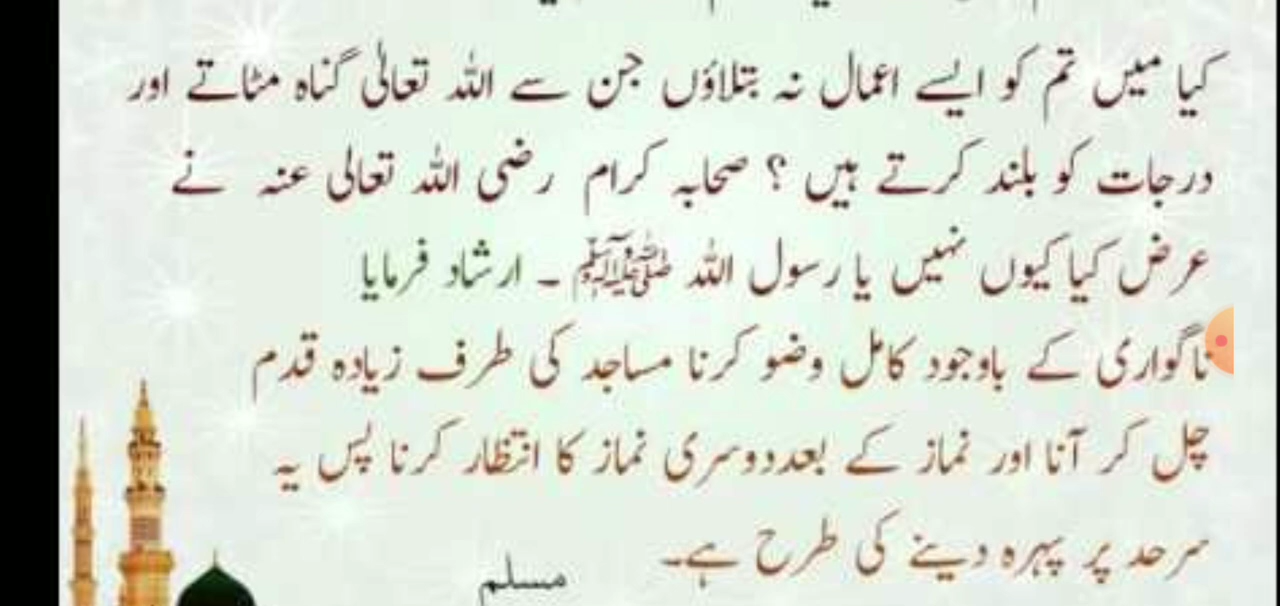 کیا میں تم کو ایسے اعمال نہ بتلاؤں جن سے اللہ تعالیٰ گناہ مٹاتے اور
درجات کو بلند کرتے ہیں ؟ صحابہ کرام رضی اللہ تعالی عنہ نے
عرض کیا کیوں نہیں یا رسول اللہ ﷺ ۔ ارشاد فرمایا
ناگواری کے باوجود کامل وضو کرنا مساجد کی طرف زیادہ قدم
چل کر آنا اور نماز کے بعددوسری نماز کا انتظار کرنا پس یہ
سرحد پر پہرہ دینے کی طرح ہے۔
مسلم